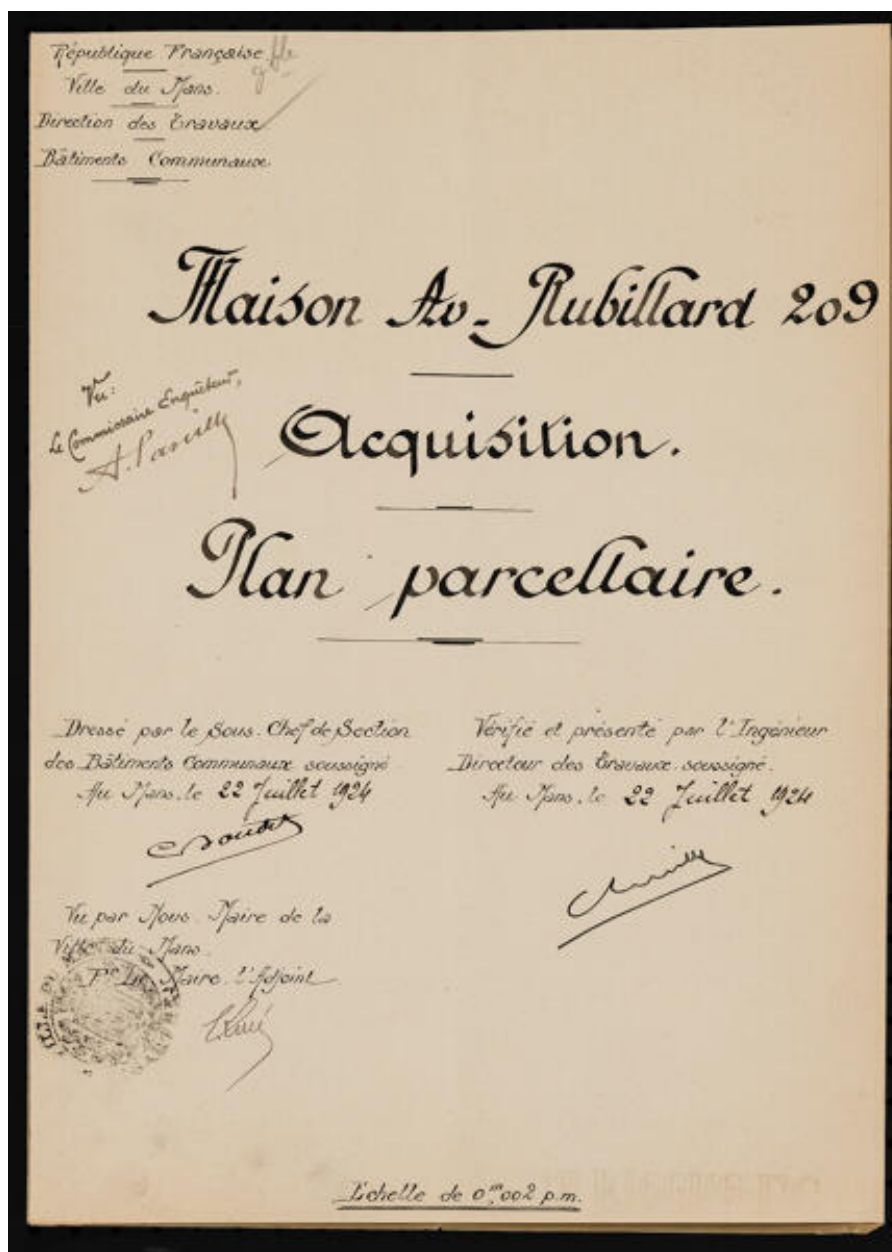 République Française
Ville du Mans.
Direction des Travaux
Bâtiments Communaux
Maison Av- Rubillard 209
Vu:
Le Commissaire Enquêteur,
Acquisition.
Plan parcellaire.
Dressé par le Sous-Chef de Section
des Bâtiments Communaux soussigné
Au Mans, le 22 Juillet 1924
Vérifié et présenté par l'Ingénieur
Directeur des Travaux soussigné.
Au Mans, le 22 Juillet 1924
Vu par Nous Maire de la
Ville du Mans.
Pr Le Maire l'Adjoint
Echelle de 0m,002 p.m.